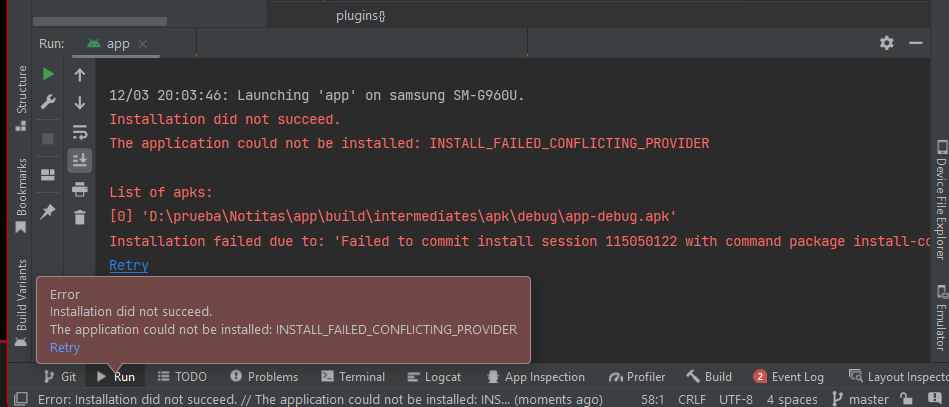 plugins{}
Run:
app
12/03 20:03:46: Launching 'app' on samsung SM-G960U.
Installation did not succeed.
The application could not be installed: INSTALL_FAILED_CONFLICTING_PROVIDER
List of apks:
[0] 'D:\prueba\Notitas\app\build\intermediates\apk\debug\app-debug.apk'
Installation failed due to: 'Failed to commit install session 115050122 with command package install-co
Retry
Structure
Bookmarks
Build Variants
Device File Explorer
Emulator
Error
Installation did not succeed.
The application could not be installed: INSTALL_FAILED_CONFLICTING_PROVIDER
Retry
Git
Run
TODO
Problems
Terminal
Logcat
App Inspection
Profiler
Build
2
Event Log
Layout Inspecto
Error: Installation did not succeed. // The application could not be installed: INS... (moments ago)
58:1
CRLF
UTF-8
4 spaces
master